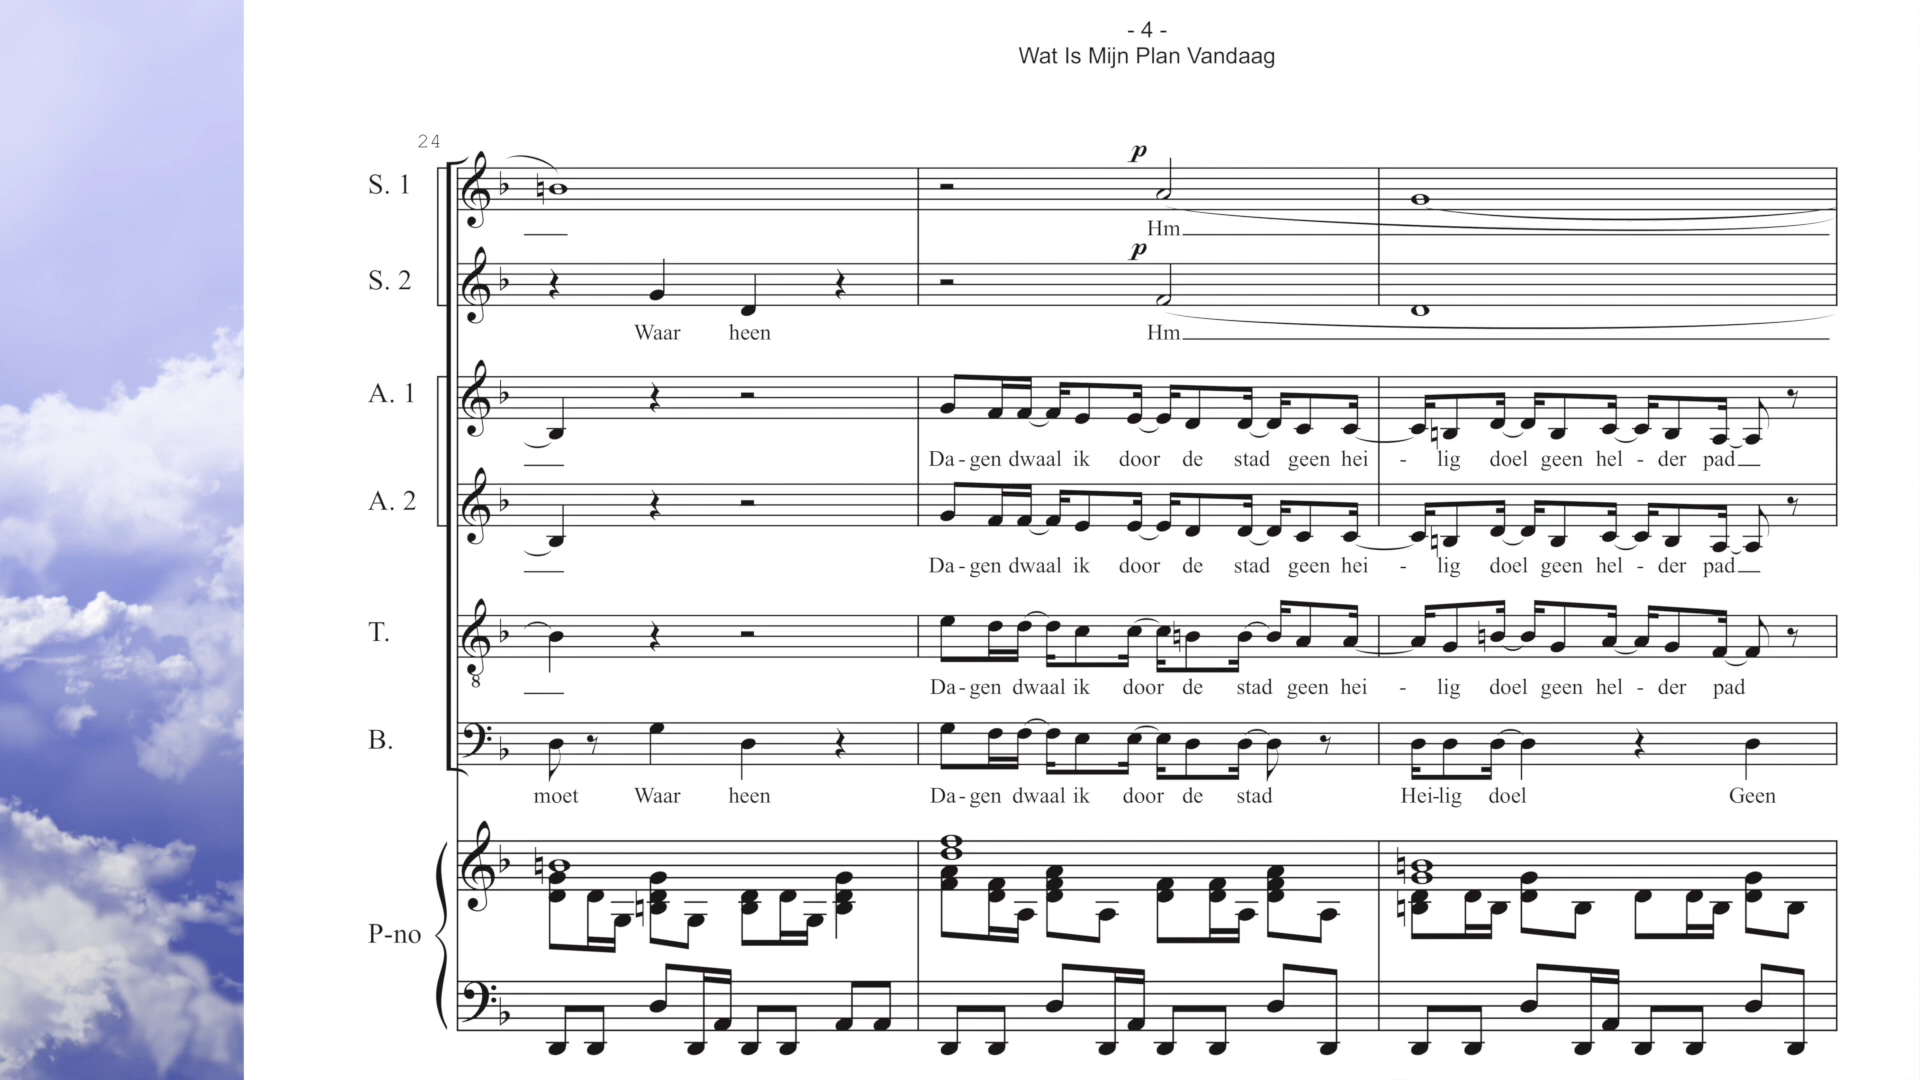 - 4 -
Wat Is Mijn Plan Vandaag
24
S. 1
p
Hm
S. 2
p
Waar heen Hm
A. 1
Da - gen dwaal ik door de stad geen hei - lig doel geen hel - der pad
A. 2
Da - gen dwaal ik door de stad geen hei - lig doel geen hel - der pad
T.
8
Da - gen dwaal ik door de stad geen hei - lig doel geen hel - der pad
B.
moet Waar heen Da - gen dwaal ik door de stad Hei-lig doel Geen
P-no